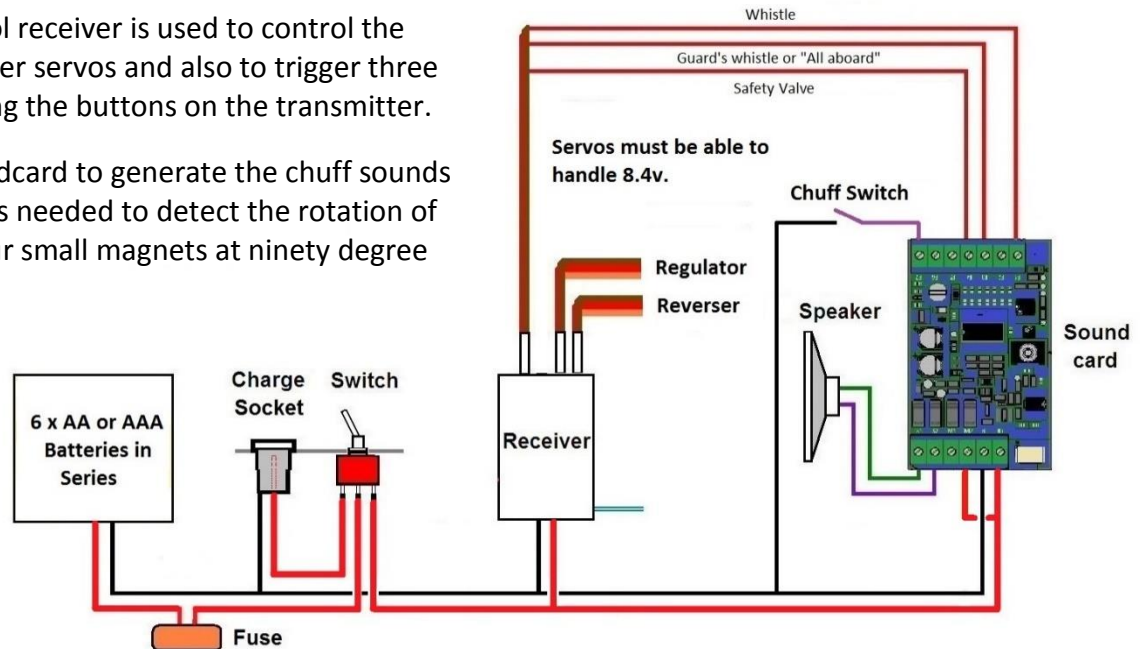 ol receiver is used to control the
er servos and also to trigger three
ng the buttons on the transmitter.
dcard to generate the chuff sounds
s needed to detect the rotation of
ur small magnets at ninety degree
Whistle
Guard's whistle or "All aboard"
Safety Valve
Servos must be able to
handle 8.4v.
Chuff Switch
Regulator
Reverser
Speaker
Sound
card
6 x AA or AAA
Batteries in
Series
Charge
Socket
Switch
Receiver
Fuse